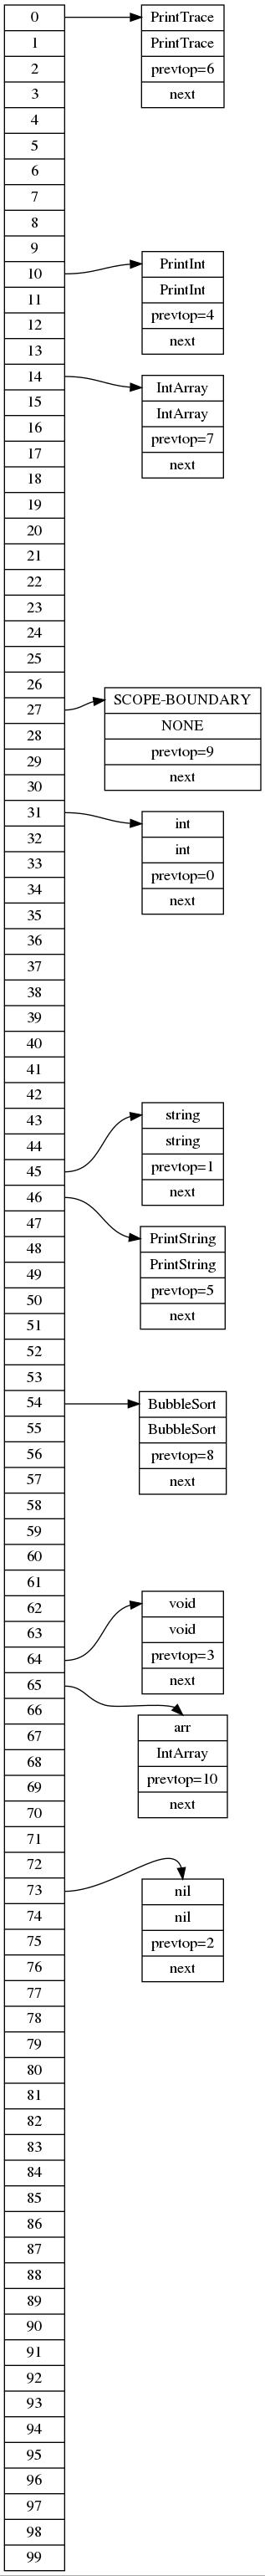 0
1
2
3
4
5
6
7
8
9
10
11
12
13
14
15
16
17
18
19
20
21
22
23
24
25
26
27
28
29
30
31
32
33
34
35
36
37
38
39
40
41
42
43
44
45
46
47
48
49
50
51
52
53
54
55
56
57
58
59
60
61
62
63
64
65
66
67
68
69
70
71
72
73
74
75
76
77
78
79
80
81
82
83
84
85
86
87
88
89
90
91
92
93
94
95
96
97
98
99
PrintTrace
PrintTrace
prevtop=6
next
PrintInt
PrintInt
prevtop=4
next
IntArray
IntArray
prevtop=7
next
SCOPE-BOUNDARY
NONE
prevtop=9
next
int
int
prevtop=0
next
string
string
prevtop=1
next
PrintString
PrintString
prevtop=5
next
BubbleSort
BubbleSort
prevtop=8
next
void
void
prevtop=3
next
arr
IntArray
prevtop=10
next
nil
nil
prevtop=2
next